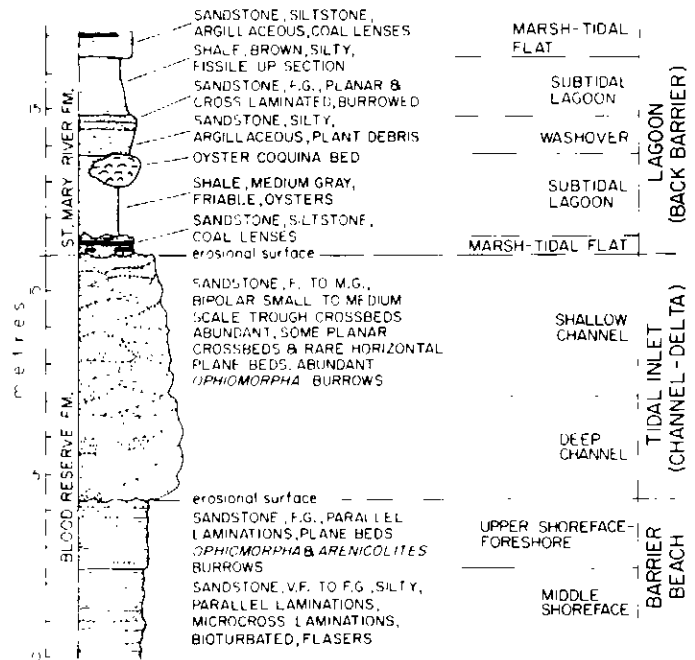 SANDSTONE, SILTSTONE,
ARGILLACEOUS, COAL LENSES
SHALE, BROWN, SILTY,
FISSILE UP SECTION
SANDSTONE, F.G., PLANAR &
CROSS LAMINATED, BURROWED
SANDSTONE, SILTY,
ARGILLACEOUS, PLANT DEBRIS
OYSTER COQUINA BED
SHALE, MEDIUM GRAY,
FRIABLE, OYSTERS
SANDSTONE, SILTSTONE,
COAL LENSES
erosional surface
SANDSTONE, F. TO M.G.,
BIPOLAR SMALL TO MEDIUM
SCALE TROUGH CROSSBEDS
ABUNDANT, SOME PLANAR
CROSSBEDS & RARE HORIZONTAL
PLANE BEDS. ABUNDANT
OPHIOMORPHA BURROWS
erosional surface
SANDSTONE, F.G., PARALLEL
LAMINATIONS, PLANE BEDS
OPHIOMORPHA & ARENICOLITES
BURROWS
SANDSTONE, V.F. TO F.G., SILTY,
PARALLEL LAMINATIONS,
MICROCROSS LAMINATIONS,
BIOTURBATED, FLASERS
MARSH-TIDAL
FLAT
SUBTIDAL
LAGOON
WASHOVER
SUBTIDAL
LAGOON
MARSH-TIDAL FLAT
SHALLOW
CHANNEL
DEEP
CHANNEL
UPPER SHOREFACE-
FORESHORE
MIDDLE
SHOREFACE
LAGOON
(BACK BARRIER)
TIDAL INLET
(CHANNEL-DELTA)
BARRIER
BEACH
ST. MARY RIVER FM.
BLOOD RESERVE FM.
metres
15
10
5
0